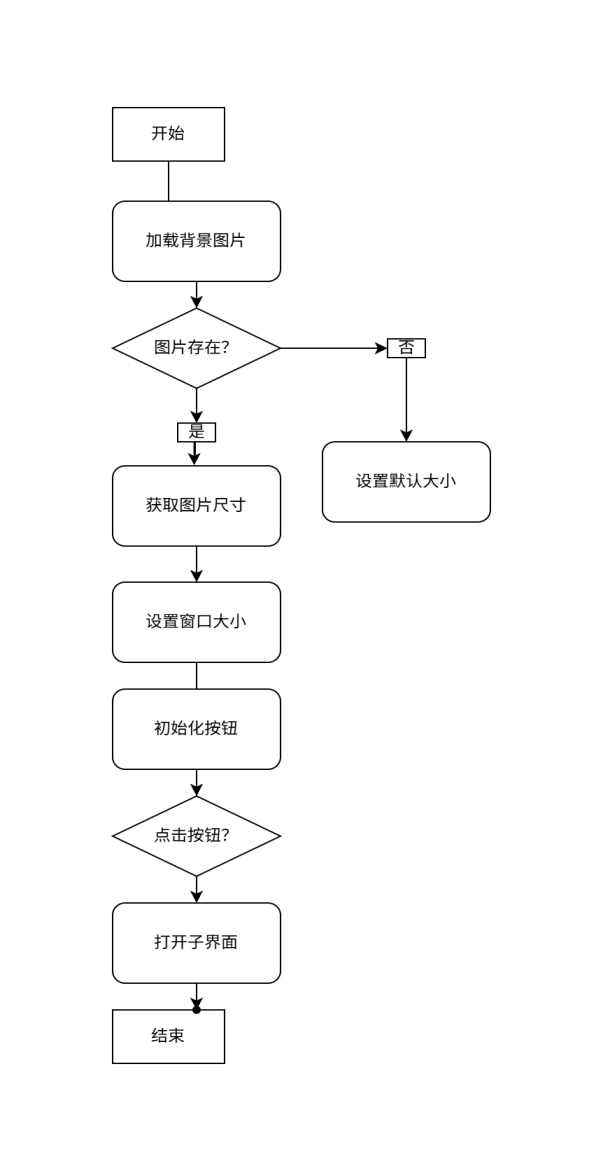 开始
加载背景图片
图片存在?
否
是
设置默认大小
获取图片尺寸
设置窗口大小
初始化按钮
点击按钮?
打开子界面
结束